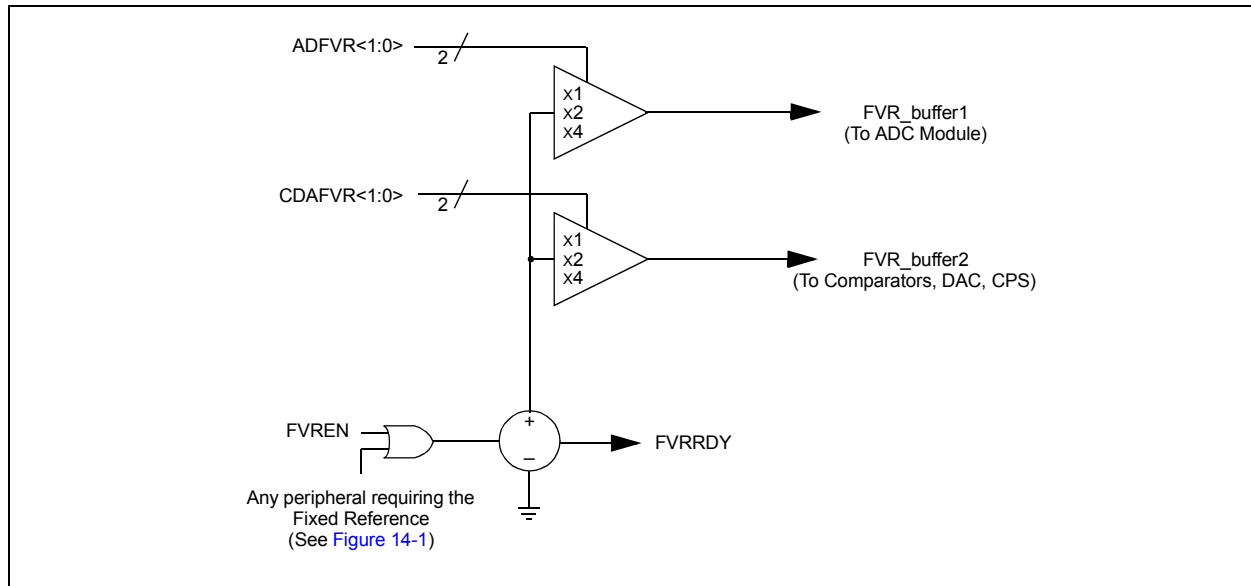 ADFVR<1:0>
2
x1
x2
x4
FVR_buffer1
(To ADC Module)
CDAFVR<1:0>
2
x1
x2
x4
FVR_buffer2
(To Comparators, DAC, CPS)
+
FVREN
FVRRDY
–
Any peripheral requiring the
Fixed Reference
(See Figure 14-1)